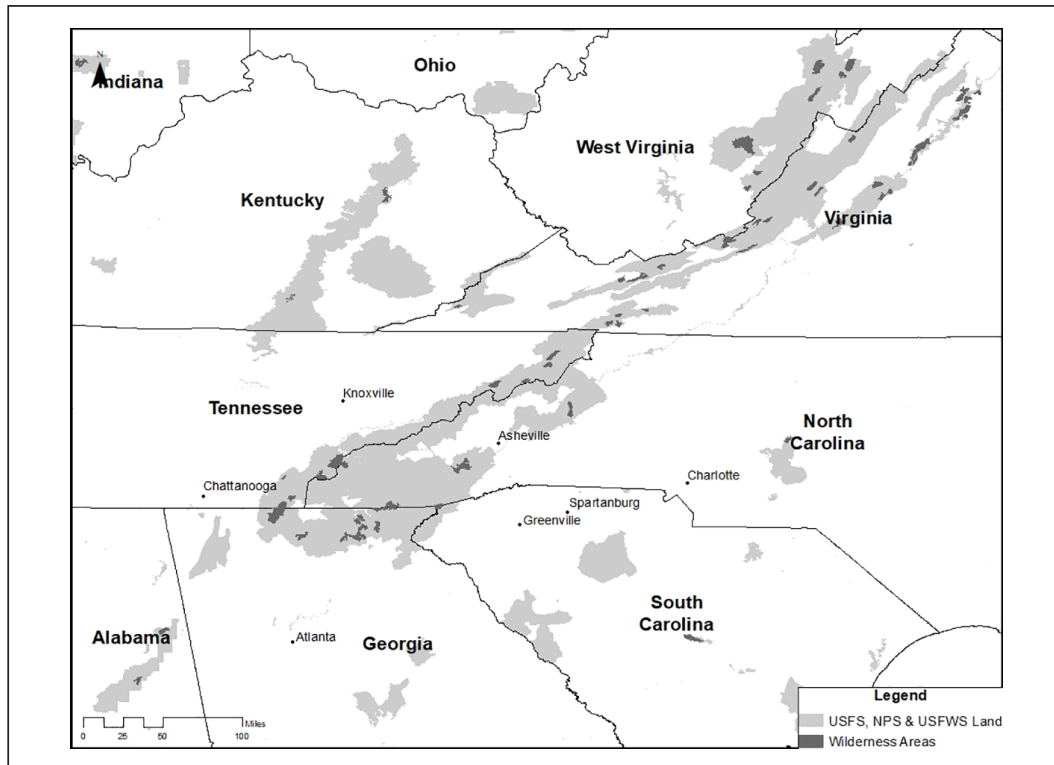 N
Indiana
Ohio
West Virginia
Kentucky
Virginia
Knoxville
Tennessee
Asheville
North
Carolina
Chattanooga
Charlotte
Spartanburg
Greenville
South
Carolina
Alabama
Atlanta
Georgia
Legend
USFS, NPS & USFWS Land
Wilderness Areas
Miles
0 25 50 100